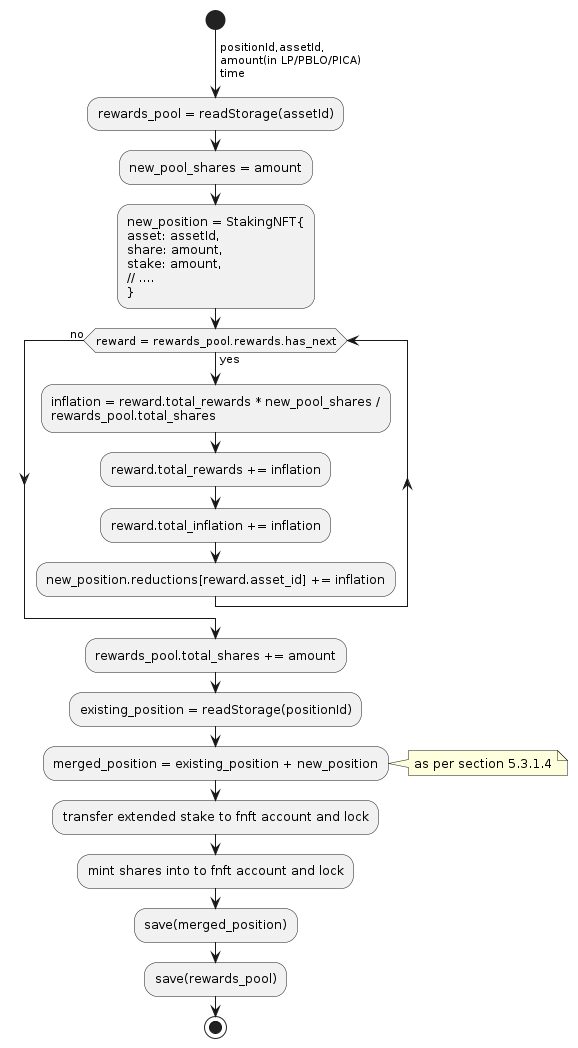 positionId, assetId,
amount(in LP/PBLO/PICA)
time
rewards_pool = readStorage(assetId)
new_pool_shares = amount
new_position = StakingNFT{
asset: assetId,
share: amount,
stake: amount,
// ....
}
no
reward = rewards_pool.rewards.has_next
yes
inflation = reward.total_rewards * new_pool_shares /
rewards_pool.total_shares
reward.total_rewards += inflation
reward.total_inflation += inflation
new_position.reductions[reward.asset_id] += inflation
rewards_pool.total_shares += amount
existing_position = readStorage(positionId)
merged_position = existing_position + new_position
as per section 5.3.1.4
transfer extended stake to fnft account and lock
mint shares into to fnft account and lock
save(merged_position)
save(rewards_pool)